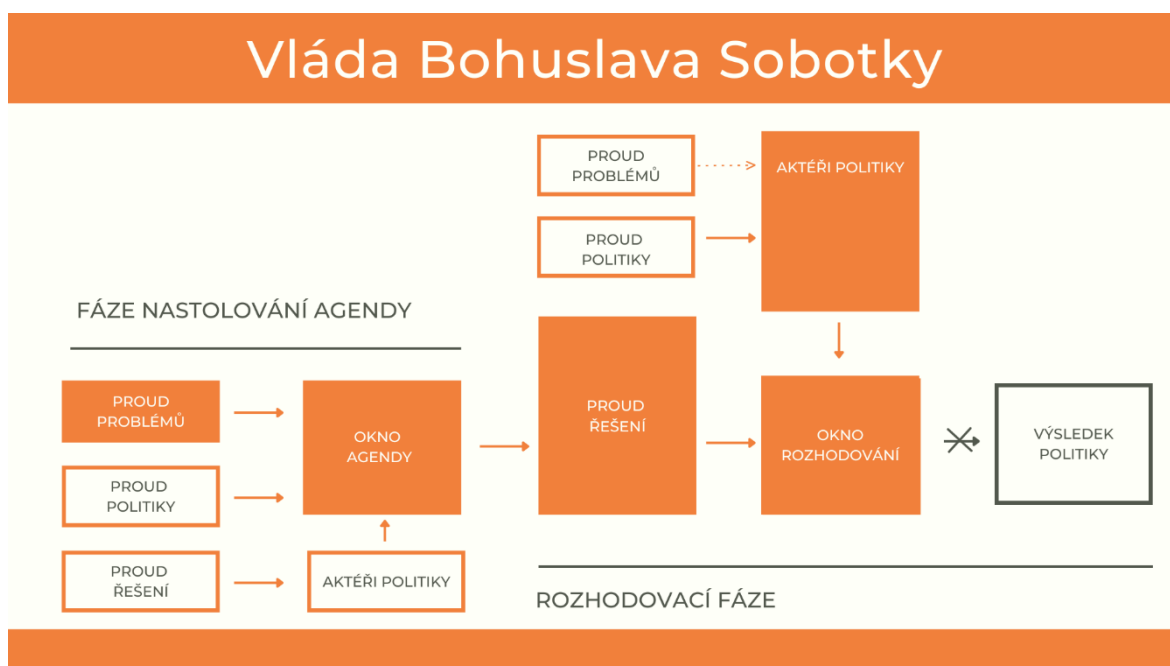 Vláda Bohuslava Sobotky
PROUD
PROBLÉMŮ
AKTÉŘI POLITIKY
PROUD
POLITIKY
FÁZE NASTOLOVÁNÍ AGENDY
PROUD
PROBLÉMŮ
OKNO
AGENDY
PROUD
ŘEŠENÍ
OKNO
ROZHODOVÁNÍ
VÝSLEDEK
POLITIKY
PROUD
POLITIKY
PROUD
ŘEŠENÍ
AKTÉŘI POLITIKY
ROZHODOVACÍ FÁZE